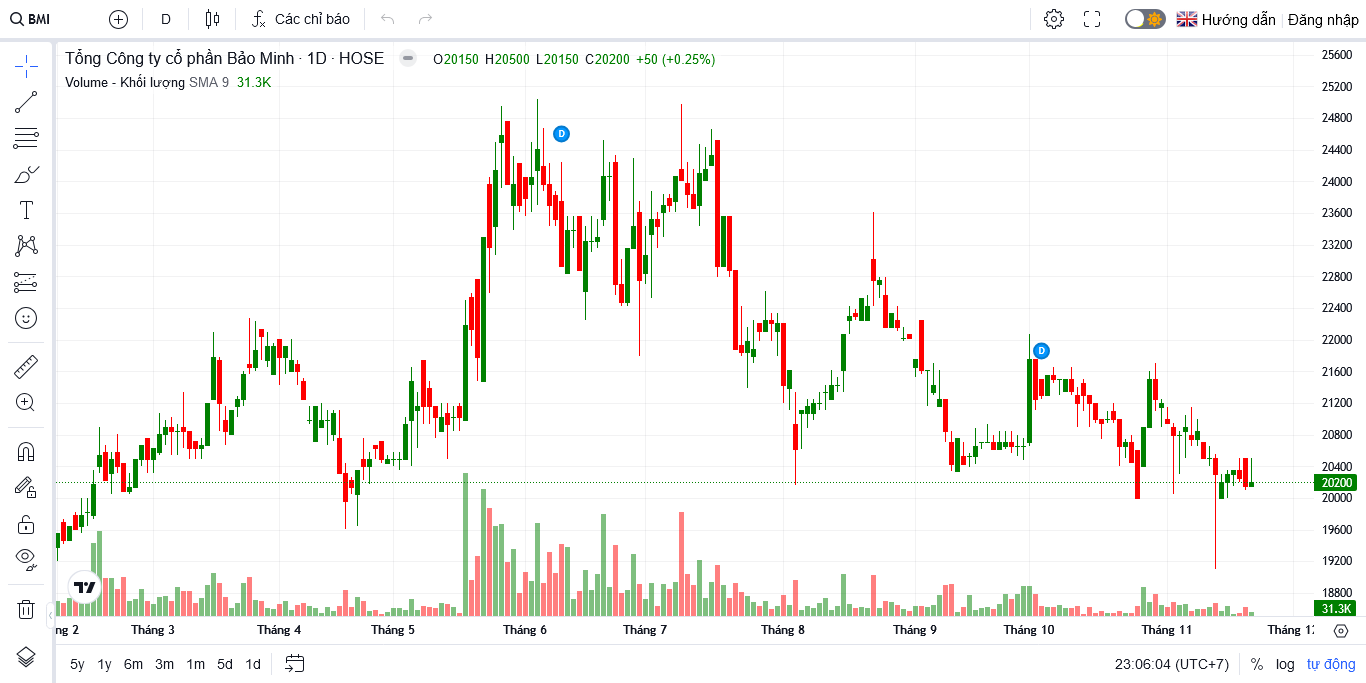 BMI D Các chỉ báo Hướng dẫn Đăng nhập
Tổng Công ty cổ phần Bảo Minh · 1D · HOSE O20150 H20500 L20150 C20200 +50 (+0.25%)
Volume - Khối lượng SMA 9 31.3K
25600
25200
24800
24400
24000
23600
23200
22800
22400
22000
21600
21200
20800
20400
20200
20000
19600
19200
18800
31.3K
D
D
ng 2 Tháng 3 Tháng 4 Tháng 5 Tháng 6 Tháng 7 Tháng 8 Tháng 9 Tháng 10 Tháng 11 Tháng 1
5y 1y 6m 3m 1m 5d 1d 23:06:04 (UTC+7) % log tự động